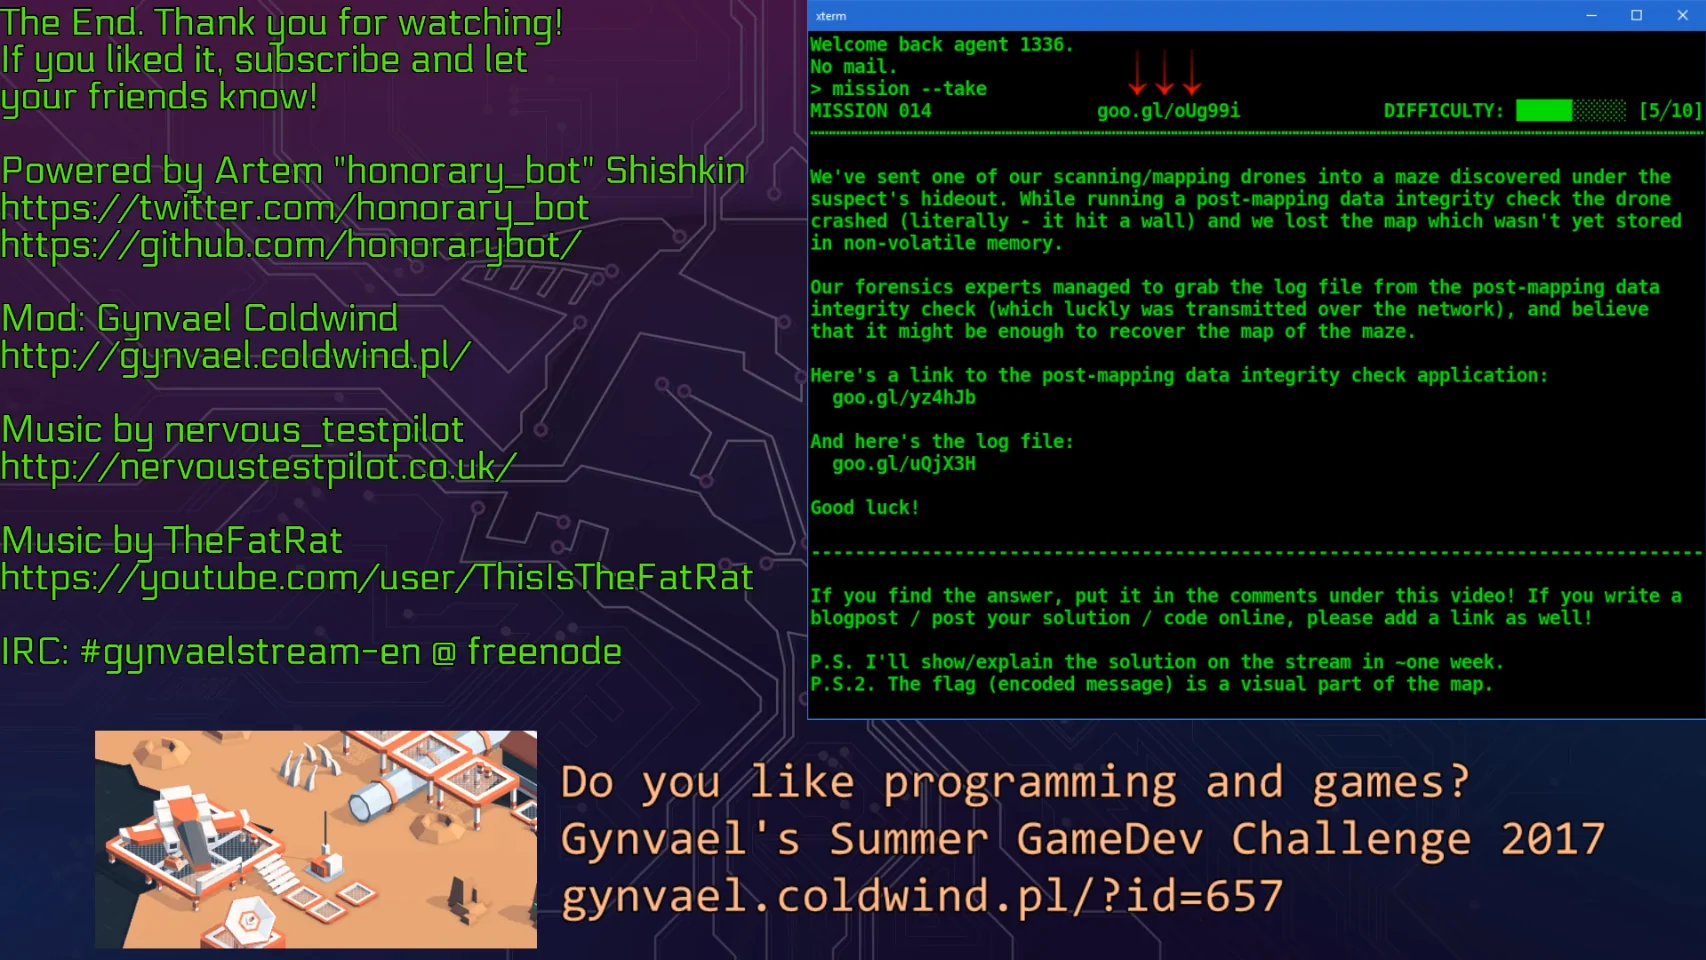 The End. Thank you for watching!
If you liked it, subscribe and let
your friends know!
Powered by Artem "honorary_bot" Shishkin
https://twitter.com/honorary_bot
https://github.com/honorarybot/
Mod: Gynvael Coldwind
http://gynvael.coldwind.pl/
Music by nervous_testpilot
http://nervoustestpilot.co.uk/
Music by TheFatRat
https://youtube.com/user/ThisIsTheFatRat
IRC: #gynvaelstream-en @ freenode
xterm
Welcome back agent 1336.
No mail.
> mission --take
MISSION 014 goo.gl/oUg99i DIFFICULTY: [5/10]
We've sent one of our scanning/mapping drones into a maze discovered under the
suspect's hideout. While running a post-mapping data integrity check the drone
crashed (literally - it hit a wall) and we lost the map which wasn't yet stored
in non-volatile memory.
Our forensics experts managed to grab the log file from the post-mapping data
integrity check (which luckly was transmitted over the network), and believe
that it might be enough to recover the map of the maze.
Here's a link to the post-mapping data integrity check application:
goo.gl/yz4hJb
And here's the log file:
goo.gl/uQjX3H
Good luck!
--------------------------------------------------------------------------------
If you find the answer, put it in the comments under this video! If you write a
blogpost / post your solution / code online, please add a link as well!
P.S. I'll show/explain the solution on the stream in ~one week.
P.S.2. The flag (encoded message) is a visual part of the map.
Do you like programming and games?
Gynvael's Summer GameDev Challenge 2017
gynvael.coldwind.pl/?id=657